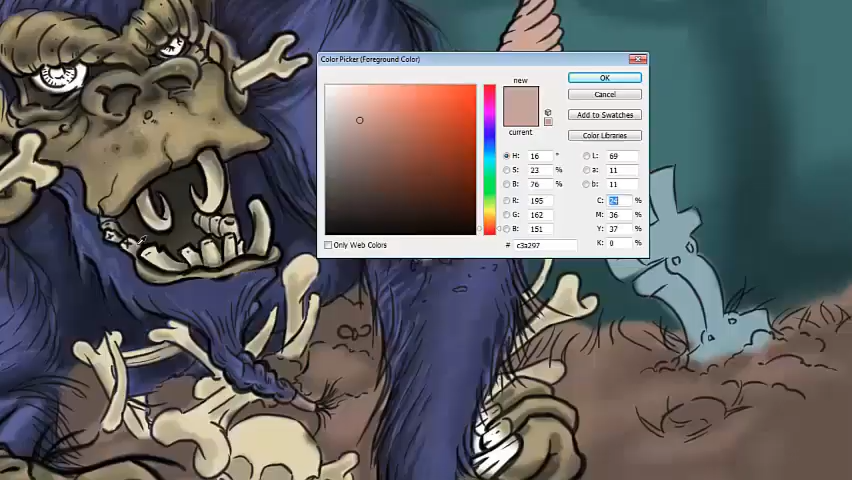 Color Picker (Foreground Color)
new
current
OK
Cancel
Add to Swatches
Color Libraries
H: 16 °
S: 23 %
B: 76 %
R: 195
G: 162
B: 151
L: 69
a: 11
b: 11
C: 24 %
M: 36 %
Y: 37 %
K: 0 %
Only Web Colors
# c3a297